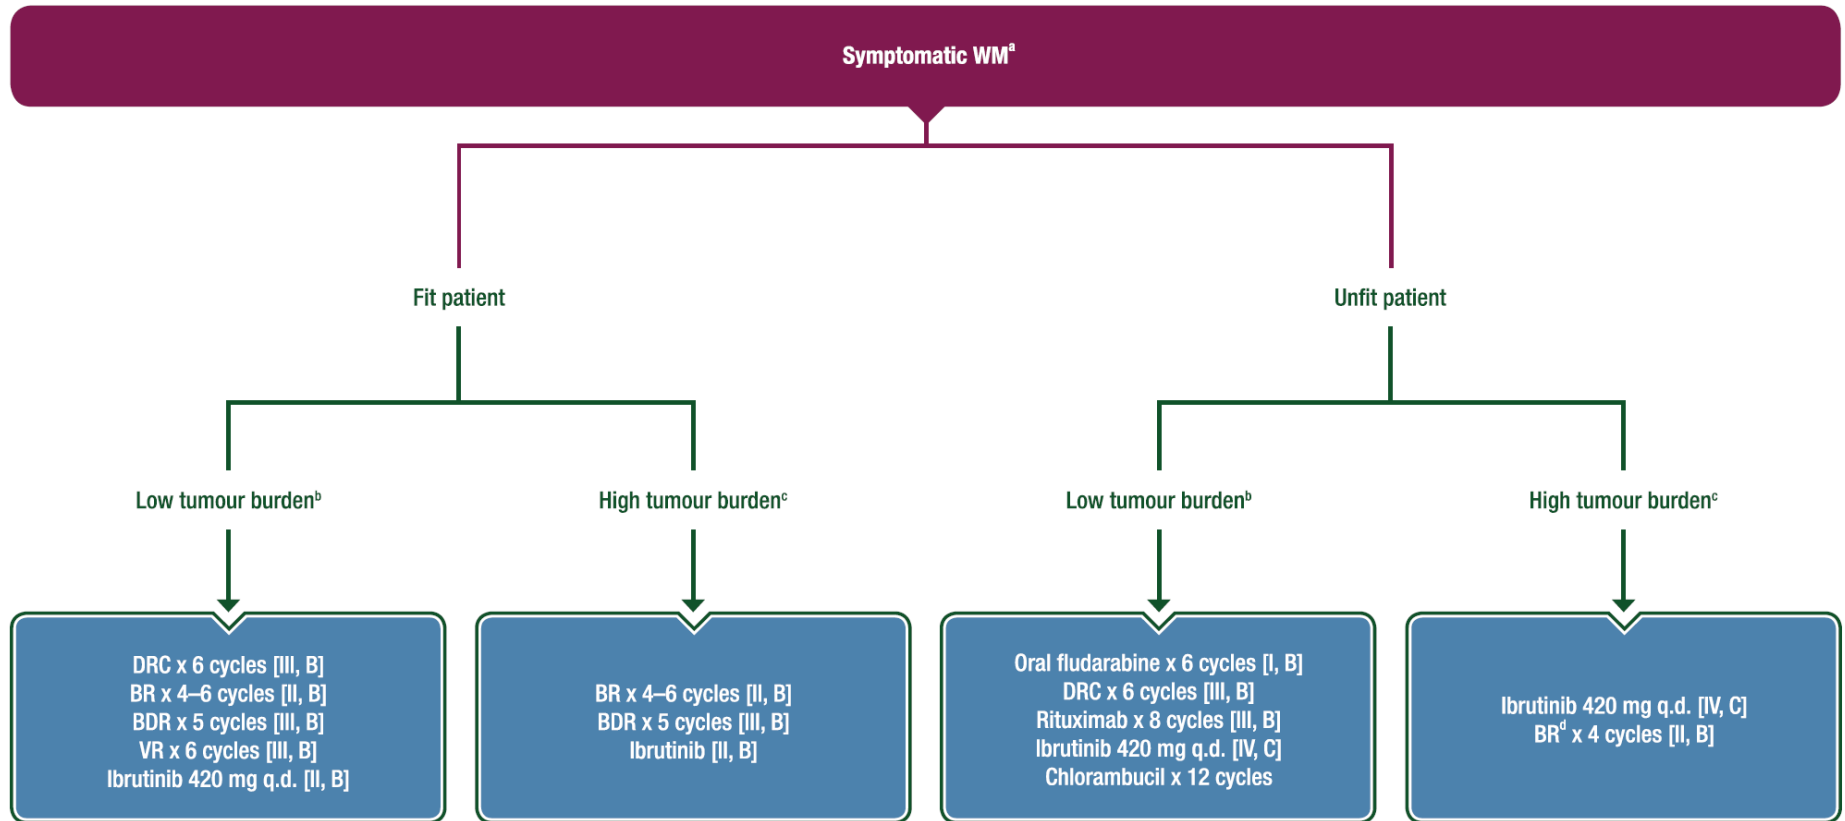 Symptomatic WMᵃ
Fit patient
Unfit patient
Low tumour burdenᵇ
High tumour burdenᶜ
Low tumour burdenᵇ
High tumour burdenᶜ
DRC x 6 cycles [III, B]
BR x 4–6 cycles [II, B]
BDR x 5 cycles [III, B]
VR x 6 cycles [III, B]
Ibrutinib 420 mg q.d. [II, B]
BR x 4–6 cycles [II, B]
BDR x 5 cycles [III, B]
Ibrutinib [II, B]
Oral fludarabine x 6 cycles [I, B]
DRC x 6 cycles [III, B]
Rituximab x 8 cycles [III, B]
Ibrutinib 420 mg q.d. [IV, C]
Chlorambucil x 12 cycles
Ibrutinib 420 mg q.d. [IV, C]
BRᵈ x 4 cycles [II, B]